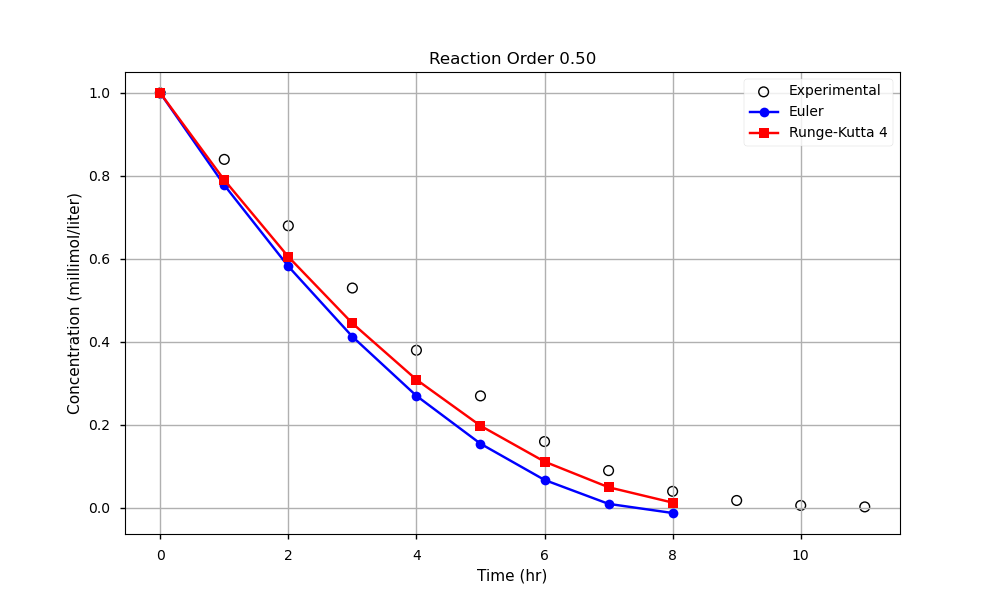 Reaction Order 0.50
Experimental
Euler
Runge-Kutta 4
Concentration (millimol/liter)
1.0
0.8
0.6
0.4
0.2
0.0
0 2 4 6 8 10
Time (hr)